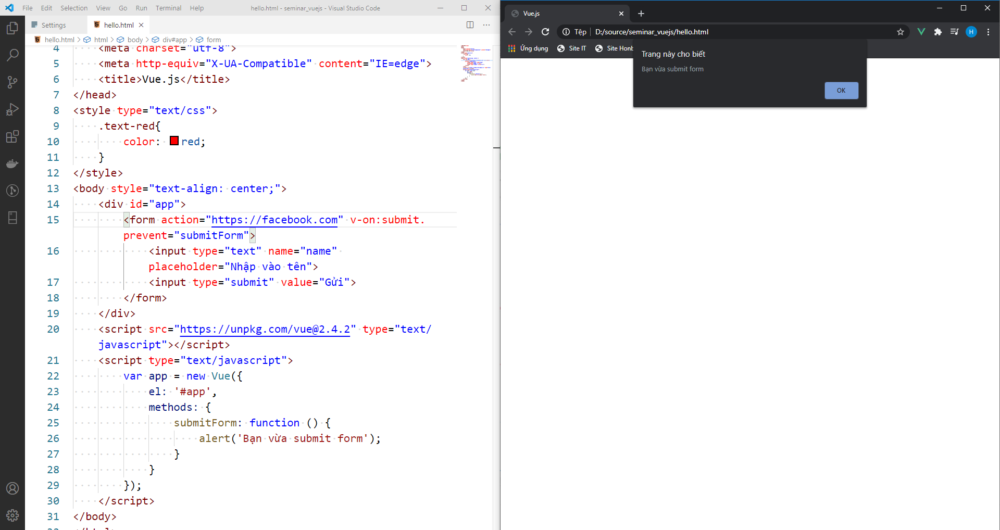 File Edit Selection View Go Run Terminal Help hello.html - seminar_vuejs - Visual Studio Code
Settings hello.html
hello.html > html > body > div#app > form
4 <meta charset="utf-8">
5 <meta http-equiv="X-UA-Compatible" content="IE=edge">
6 <title>Vue.js</title>
7 </head>
8 <style type="text/css">
9 .text-red{
10 color: red;
11 }
12 </style>
13 <body style="text-align: center;">
14 <div id="app">
15 <form action="https://facebook.com" v-on:submit.
prevent="submitForm">
16 <input type="text" name="name"
placeholder="Nhập vào tên">
17 <input type="submit" value="Gửi">
18 </form>
19 </div>
20 <script src="https://unpkg.com/vue@2.4.2" type="text/
javascript"></script>
21 <script type="text/javascript">
22 var app = new Vue({
23 el: '#app',
24 methods: {
25 submitForm: function () {
26 alert('Bạn vừa submit form');
27 }
28 }
29 });
30 </script>
31 </body>
Vue.js
Tệp D:/source/seminar_vuejs/hello.html
H
Ứng dụng Site IT Site Honb
Trang này cho biết
Bạn vừa submit form
OK